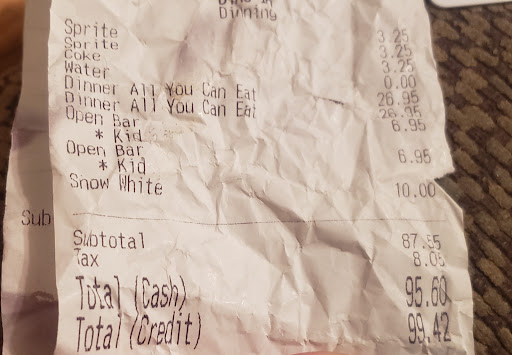 Dinning
Sprite 3.25
Sprite 3.25
Coke 3.25
Water 0.00
Dinner All You Can Eat 26.95
Dinner All You Can Eat 26.95
Open Bar 6.95
* Kid
Open Bar 6.95
* Kid
Snow White 10.00
Sub
Subtotal 87.55
Tax 8.05
Total (Cash) 95.60
Total (Credit) 99.42